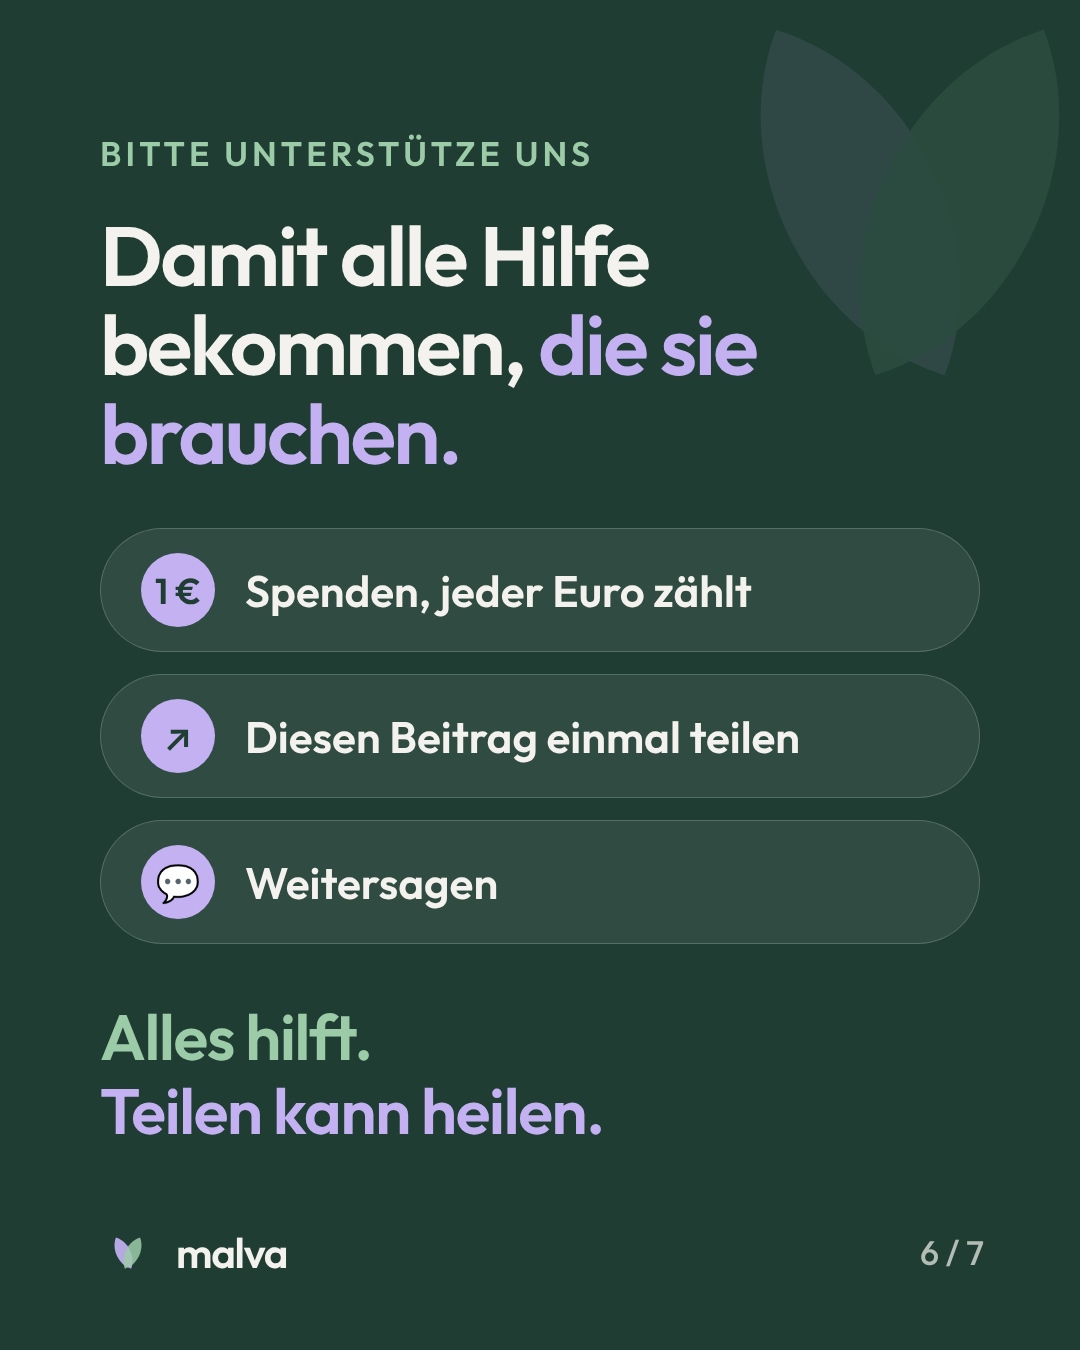 BITTE UNTERSTÜTZE UNS
Damit alle Hilfe
bekommen, die sie
brauchen.
1 € Spenden, jeder Euro zählt
↗ Diesen Beitrag einmal teilen
💬 Weitersagen
Alles hilft.
Teilen kann heilen.
malva
6 / 7